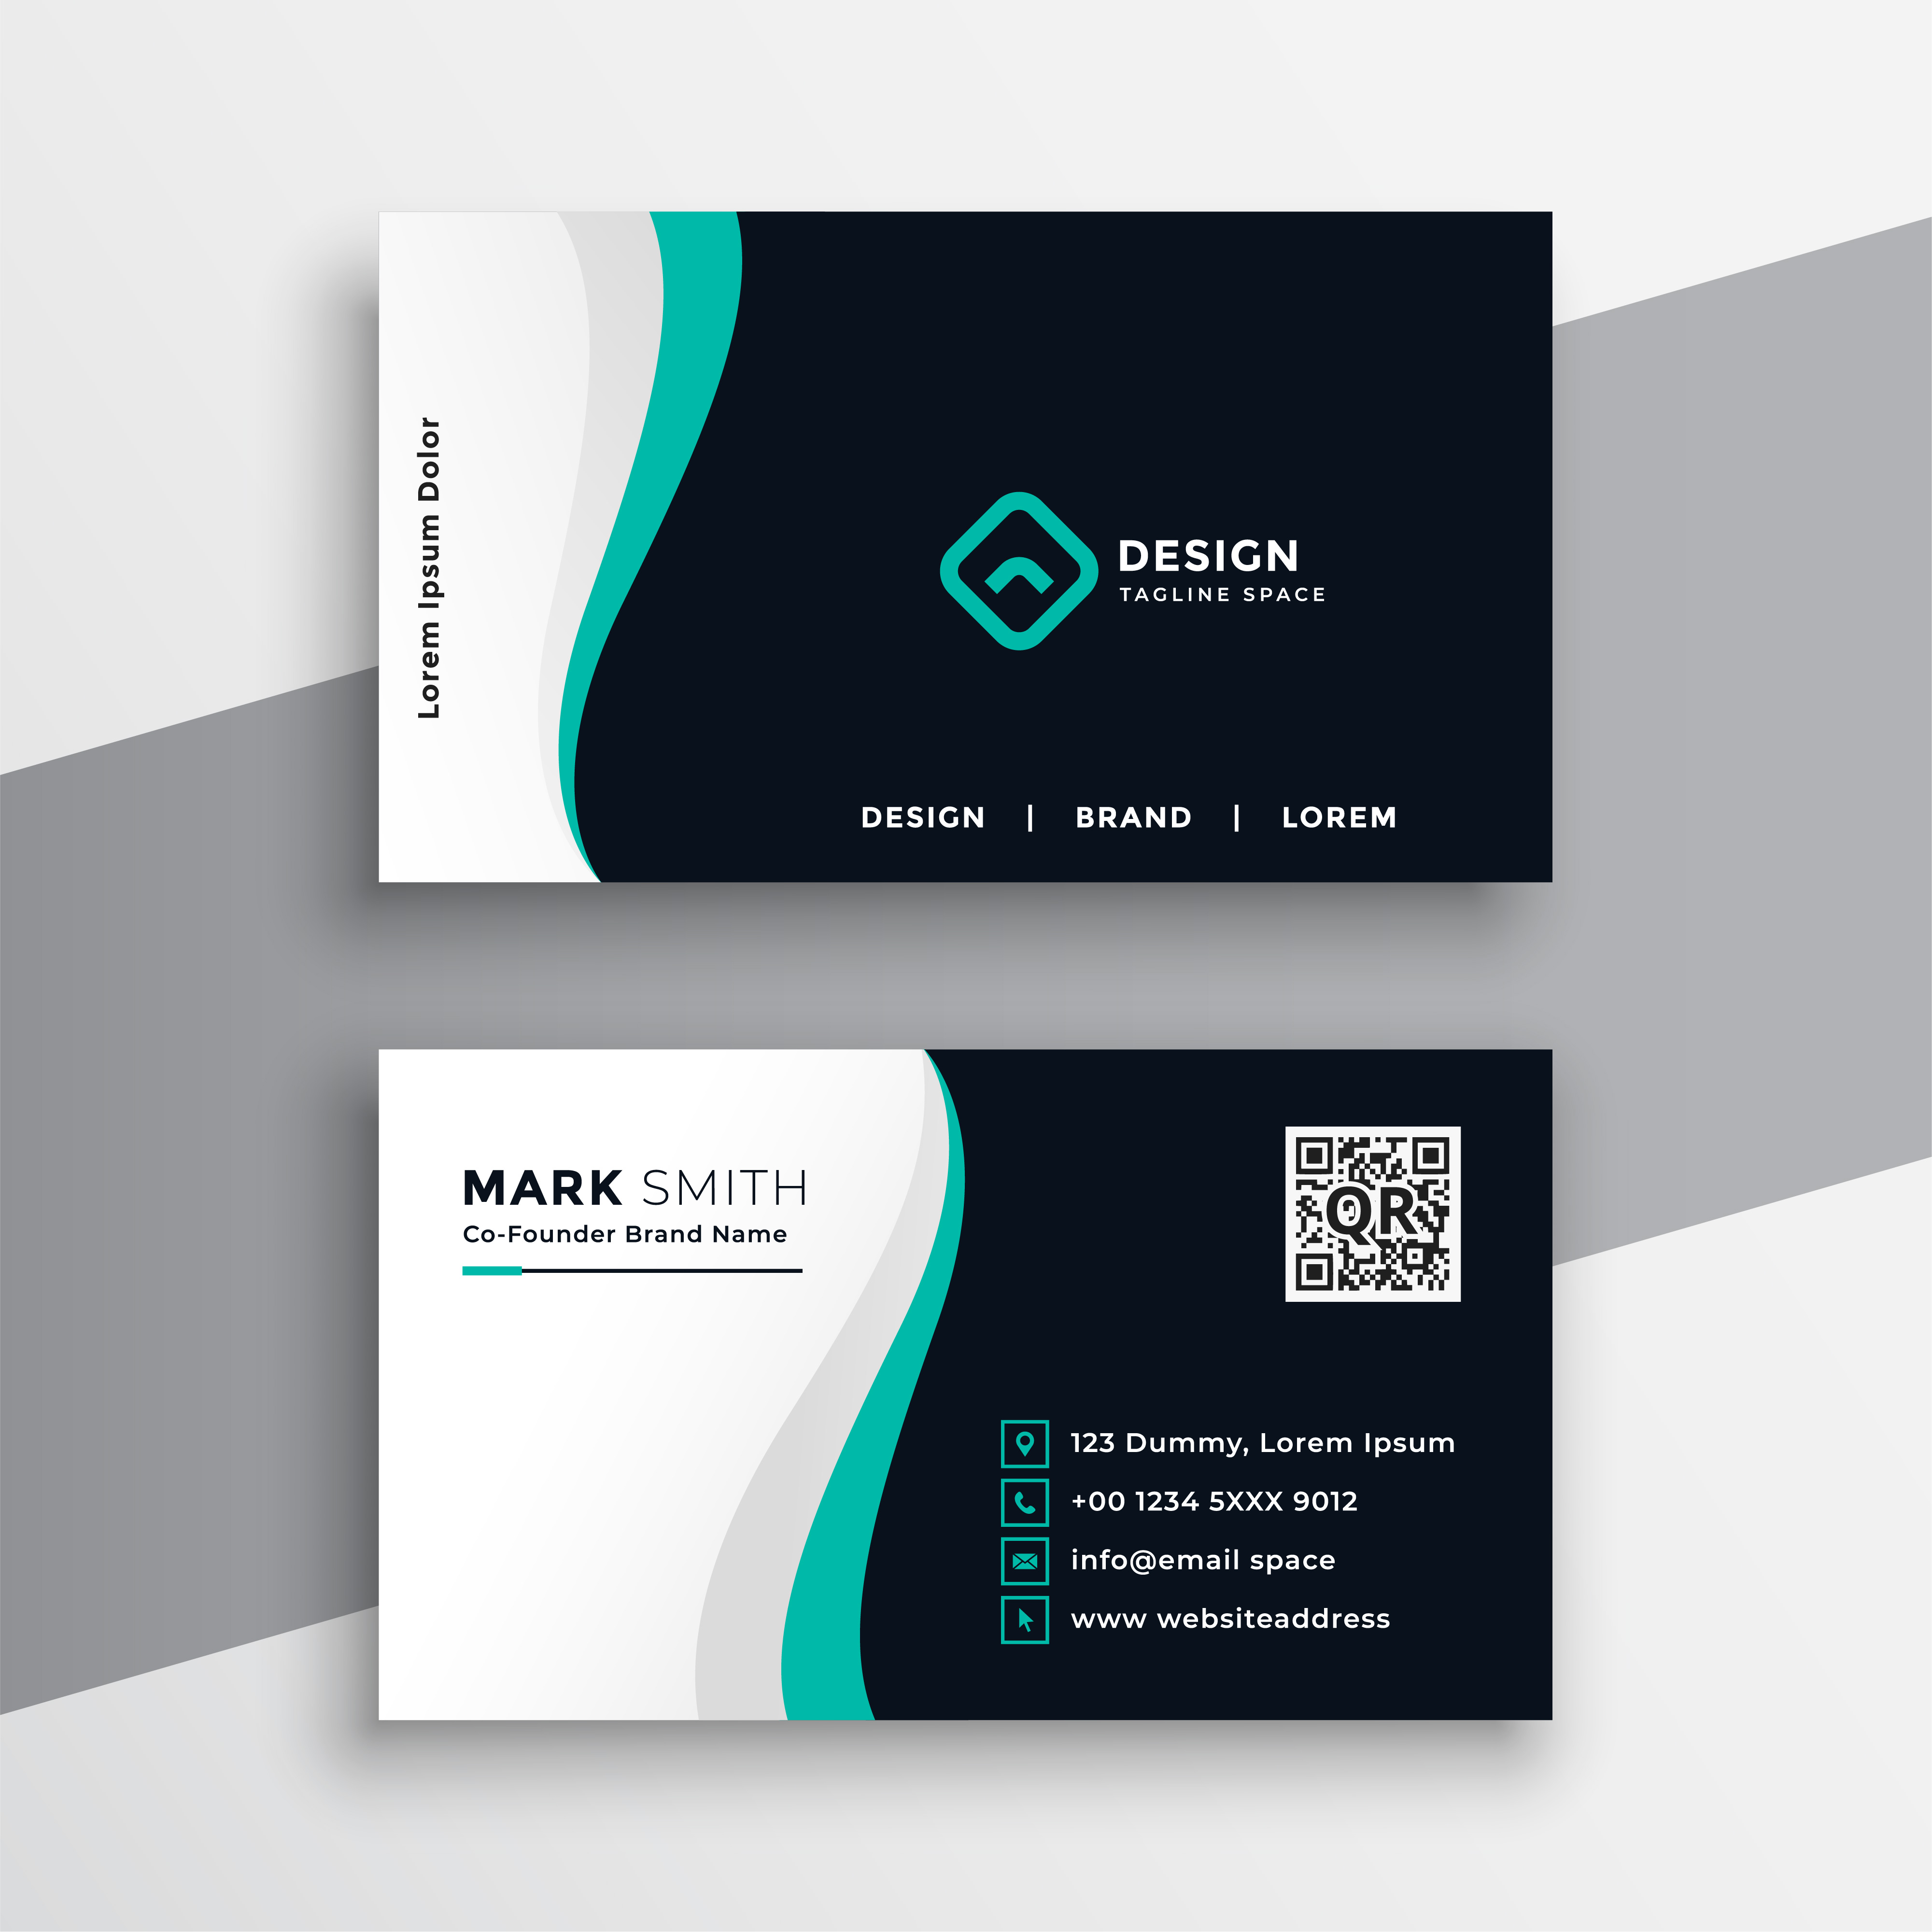 Lorem Ipsum Dolor
DESIGN
TAGLINE SPACE
DESIGN | BRAND | LOREM
MARK SMITH
Co-Founder Brand Name
QR
123 Dummy, Lorem Ipsum
+00 1234 5XXX 9012
info@email space
www websiteaddress